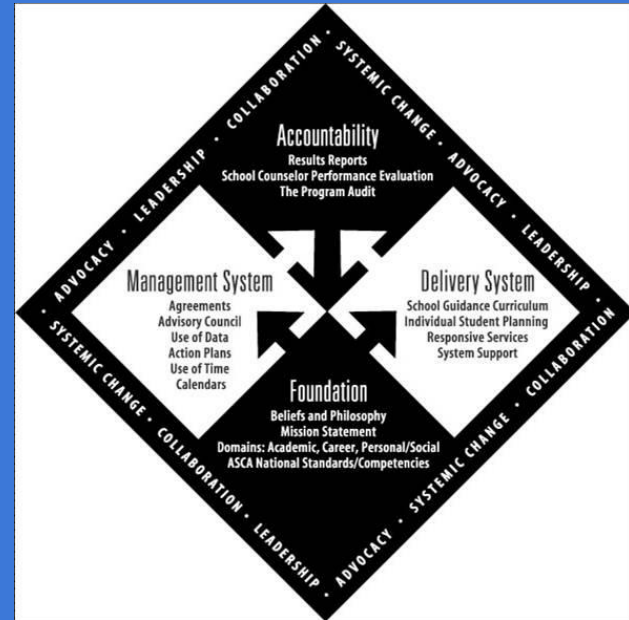 ADVOCACY • LEADERSHIP • COLLABORATION •
SYSTEMIC CHANGE • ADVOCACY • LEADERSHIP •
Accountability
Results Reports
School Counselor Performance Evaluation
The Program Audit
Management System
Agreements
Advisory Council
Use of Data
Action Plans
Use of Time
Calendars
Delivery System
School Guidance Curriculum
Individual Student Planning
Responsive Services
System Support
Foundation
Beliefs and Philosophy
Mission Statement
Domains: Academic, Career, Personal/Social
ASCA National Standards/Competencies
• SYSTEMIC CHANGE • COLLABORATION • LEADERSHIP •
ADVOCACY • SYSTEMIC CHANGE • COLLABORATION